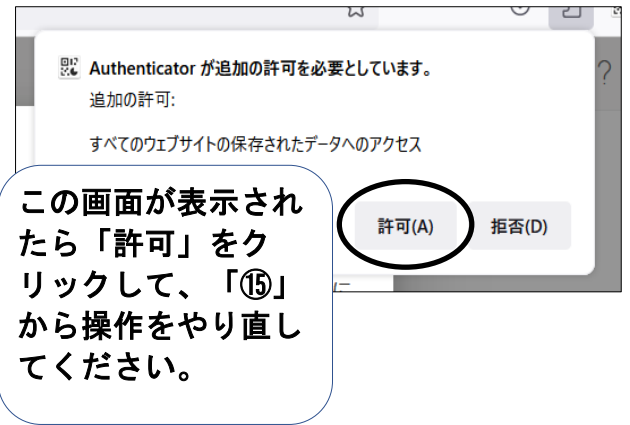 Authenticator が追加の許可を必要としています。
追加の許可:
すべてのウェブサイトの保存されたデータへのアクセス
許可(A)
拒否(D)
?
この画面が表示され
たら「許可」をク
リックして、「⑮」
から操作をやり直し
てください。